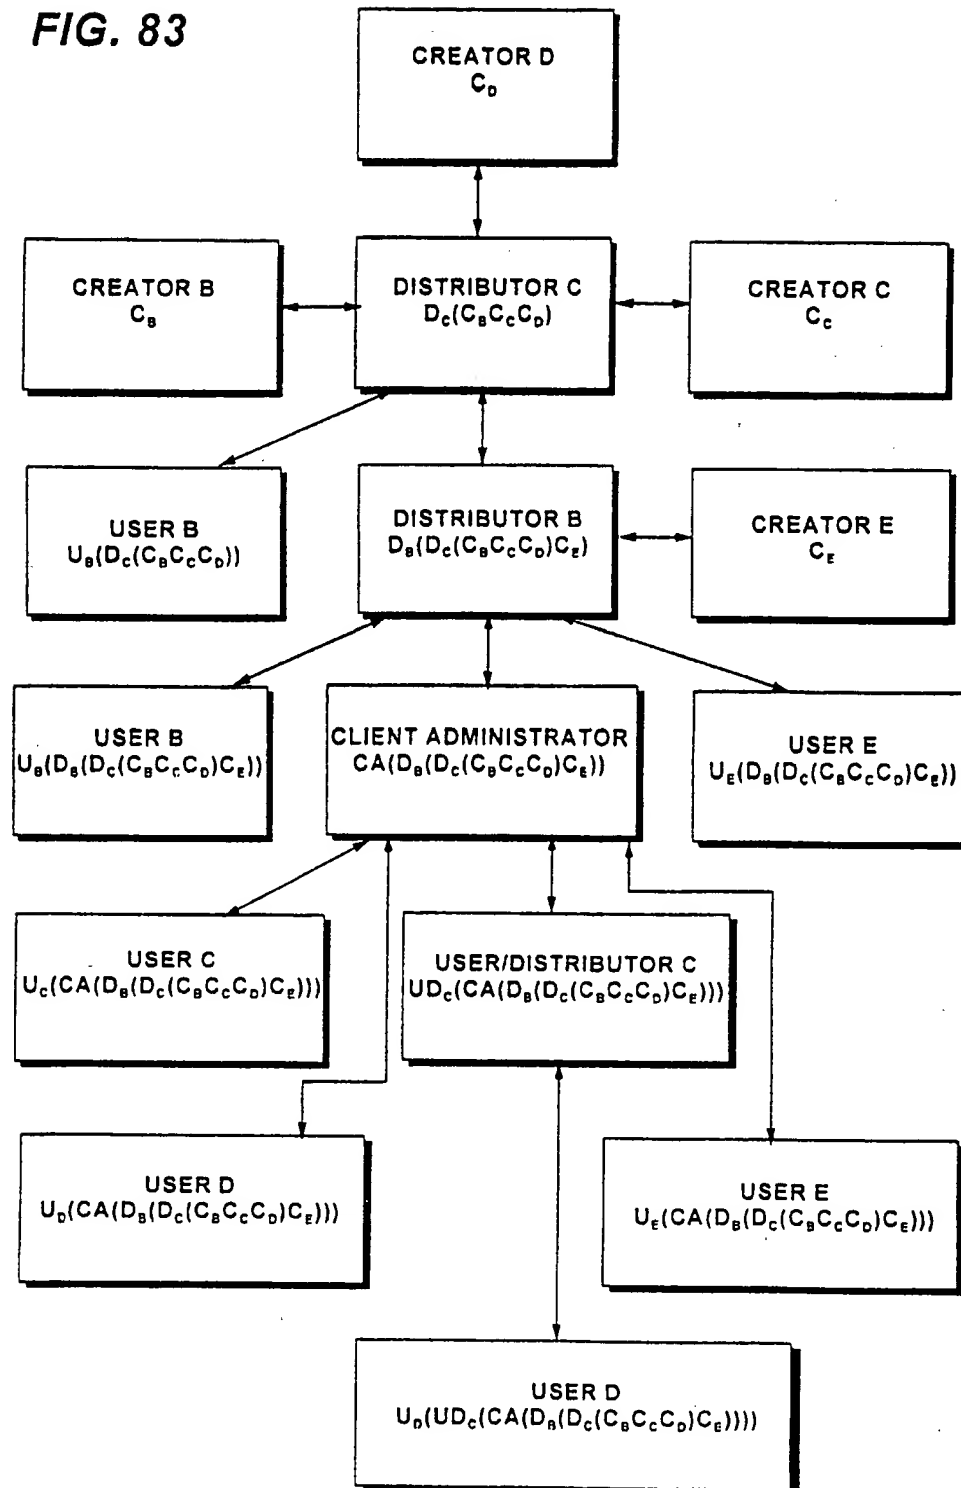 FIG. 83
CREATOR D
C_D
CREATOR B
C_B
DISTRIBUTOR C
D_C(C_BC_CC_D)
CREATOR C
C_C
USER B
U_B(D_C(C_BC_CC_D))
DISTRIBUTOR B
D_B(D_C(C_BC_CC_D)C_E)
CREATOR E
C_E
USER B
U_B(D_B(D_C(C_BC_CC_D)C_E))
CLIENT ADMINISTRATOR
CA(D_B(D_C(C_BC_CC_D)C_E))
USER E
U_E(D_B(D_C(C_BC_CC_D)C_E))
USER C
U_C(CA(D_B(D_C(C_BC_CC_D)C_E)))
USER/DISTRIBUTOR C
UD_C(CA(D_B(D_C(C_BC_CC_D)C_E)))
USER D
U_D(CA(D_B(D_C(C_BC_CC_D)C_E)))
USER E
U_E(CA(D_B(D_C(C_BC_CC_D)C_E)))
USER D
U_D(UD_C(CA(D_B(D_C(C_BC_CC_D)C_E))))